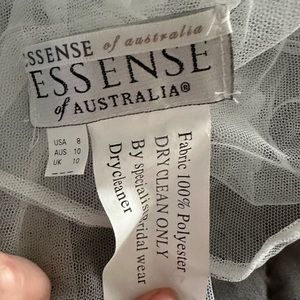 SSENSE of australia
ESSENSE
of AUSTRALIA®
USA 8
AUS 10
UK 10
Fabric 100% Polyester
DRY CLEAN ONLY
By specialist bridal wear
Drycleaner